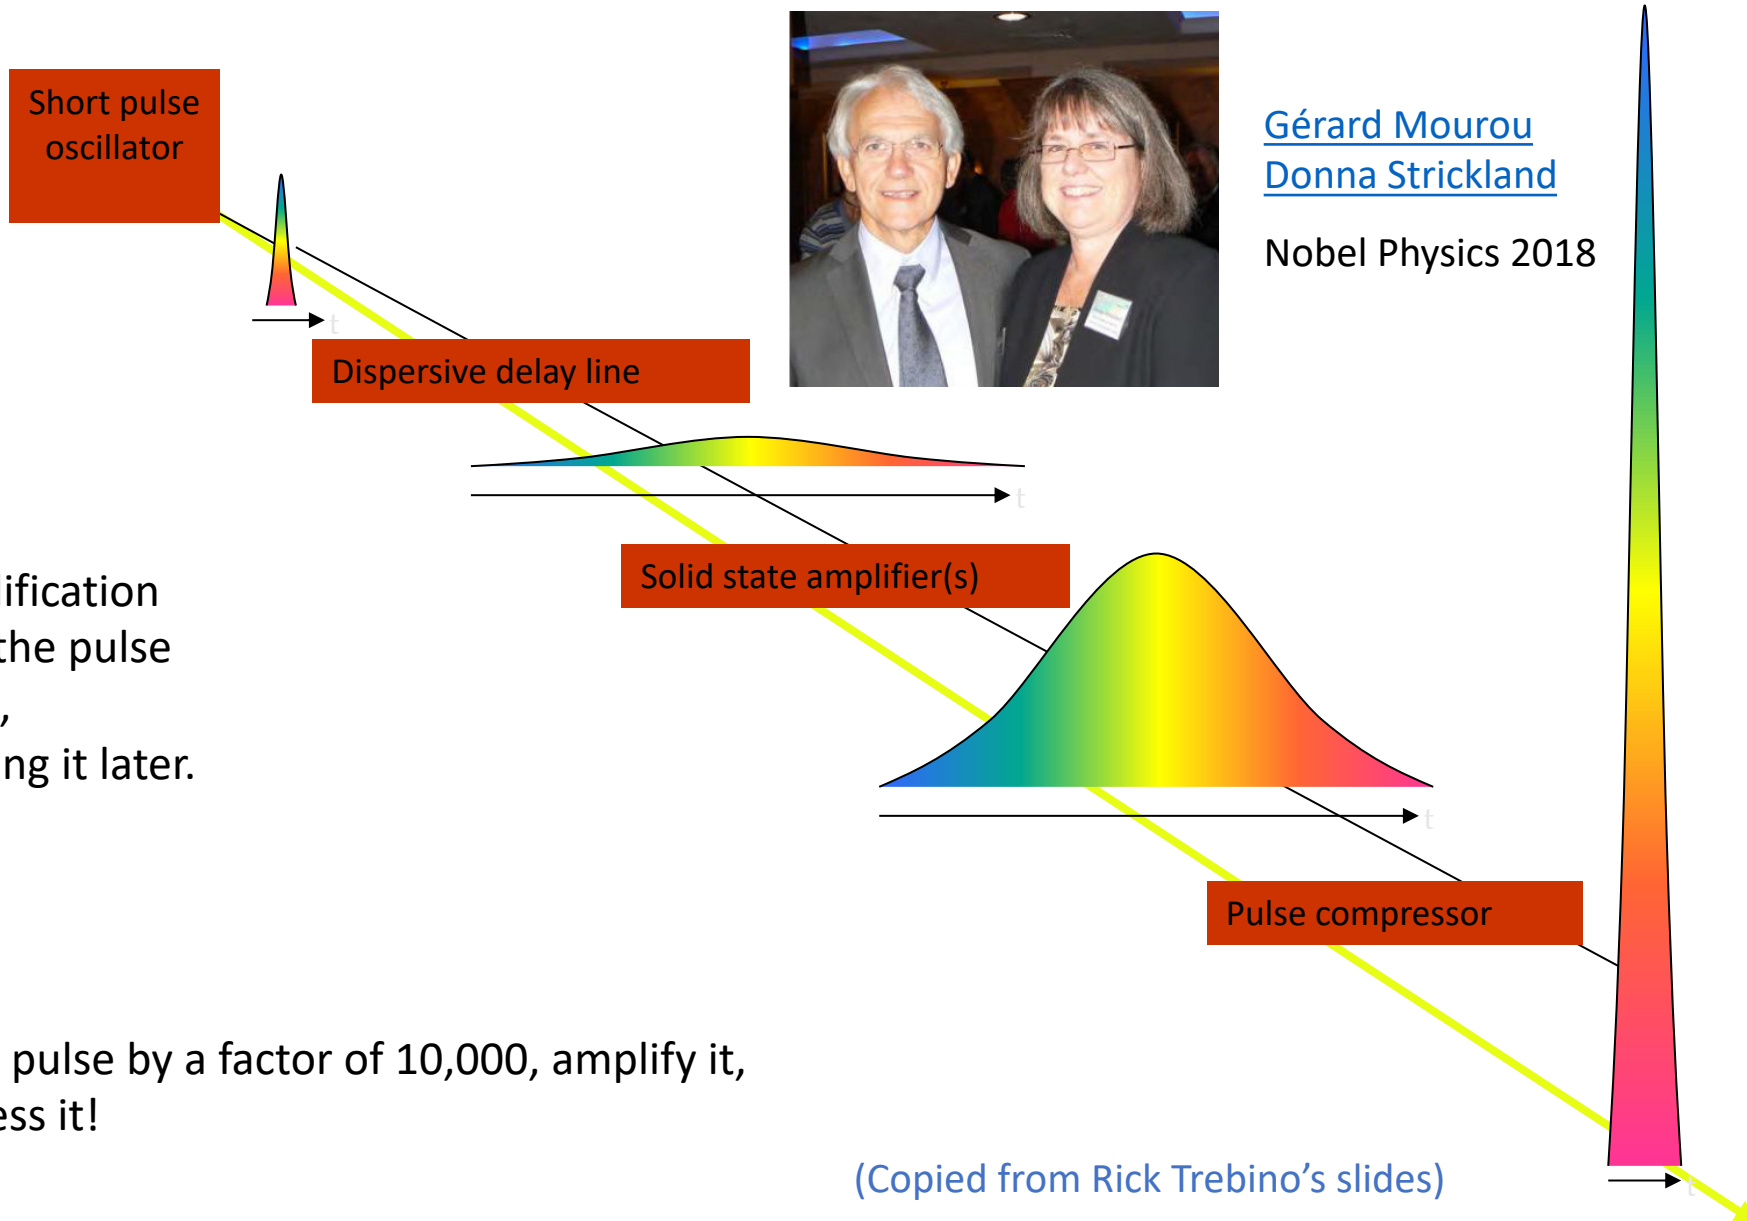 Short pulse
oscillator
t
Gérard Mourou
Donna Strickland
Nobel Physics 2018
Dispersive delay line
t
Solid state amplifier(s)
lification
the pulse
,
ng it later.
t
Pulse compressor
pulse by a factor of 10,000, amplify it,
ess it!
(Copied from Rick Trebino’s slides)
t